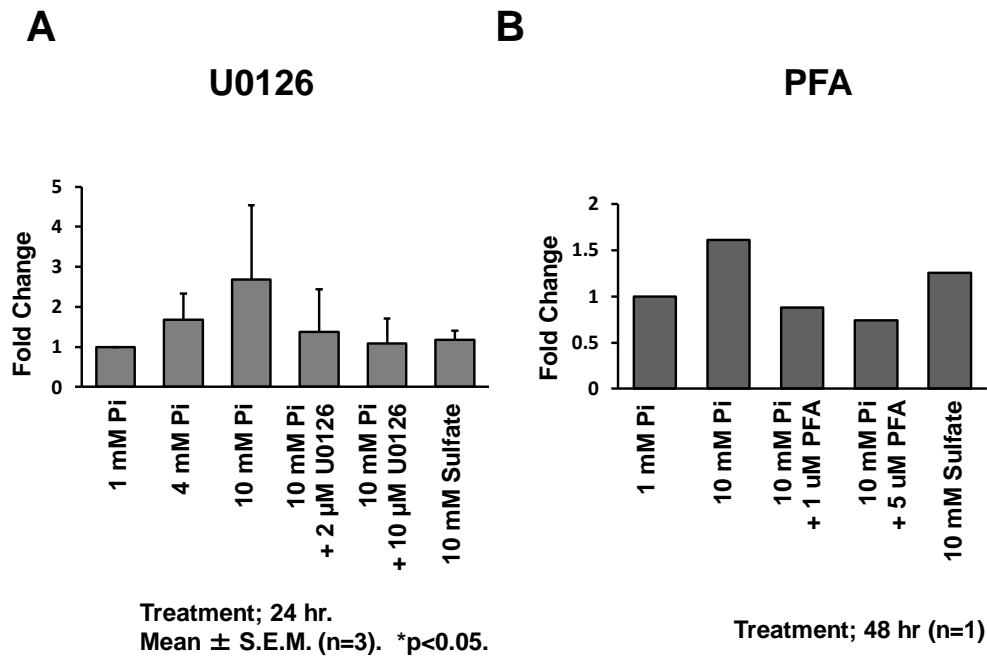 A
U0126
Fold Change
5
4
3
2
1
0
1 mM Pi
4 mM Pi
10 mM Pi
10 mM Pi
+ 2 µM U0126
10 mM Pi
+ 10 µM U0126
10 mM Sulfate
Treatment; 24 hr.
Mean ± S.E.M. (n=3). *p<0.05.
B
PFA
Fold Change
2
1.5
1
0.5
0
1 mM Pi
10 mM Pi
10 mM Pi
+ 1 uM PFA
10 mM Pi
+ 5 uM PFA
10 mM Sulfate
Treatment; 48 hr (n=1)